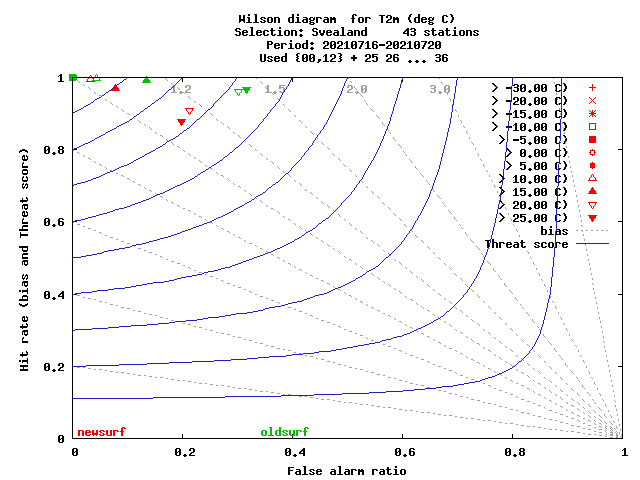 Wilson diagram  for T2m (deg C)
Selection: Svealand     43 stations
Period: 20210716-20210720
Used {00,12} + 25 26 ... 36
Hit rate (bias and Threat score)
1
0.8
0.6
0.4
0.2
0
1.2
1.5
2.0
3.0
> -30.00 C)
> -20.00 C)
> -15.00 C)
> -10.00 C)
> -5.00 C)
> 0.00 C)
> 5.00 C)
> 10.00 C)
> 15.00 C)
> 20.00 C)
> 25.00 C)
bias
Threat score
newsurf
oldsurf
0
0.2
0.4
0.6
0.8
1
False alarm ratio